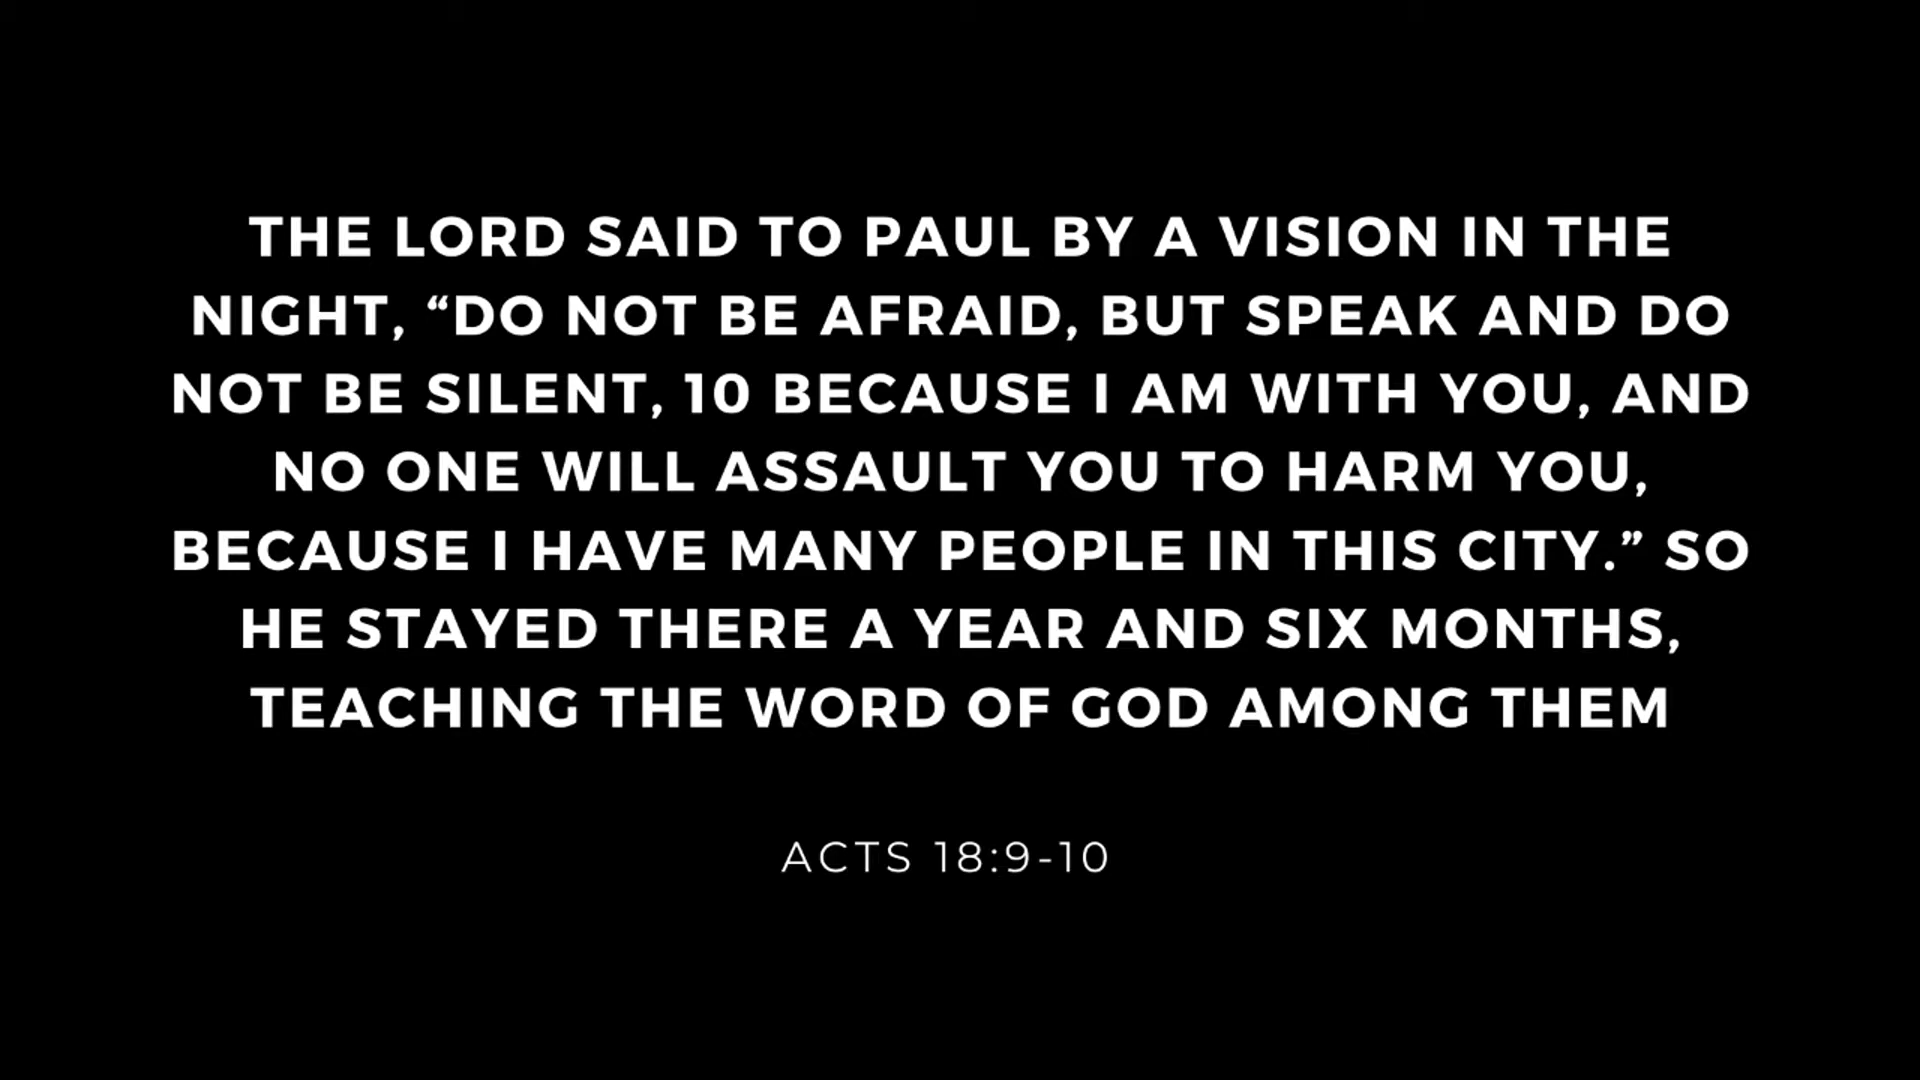 THE LORD SAID TO PAUL BY A VISION IN THE
NIGHT, “DO NOT BE AFRAID, BUT SPEAK AND DO
NOT BE SILENT, 10 BECAUSE I AM WITH YOU, AND
NO ONE WILL ASSAULT YOU TO HARM YOU,
BECAUSE I HAVE MANY PEOPLE IN THIS CITY.” SO
HE STAYED THERE A YEAR AND SIX MONTHS,
TEACHING THE WORD OF GOD AMONG THEM
ACTS 18:9-10